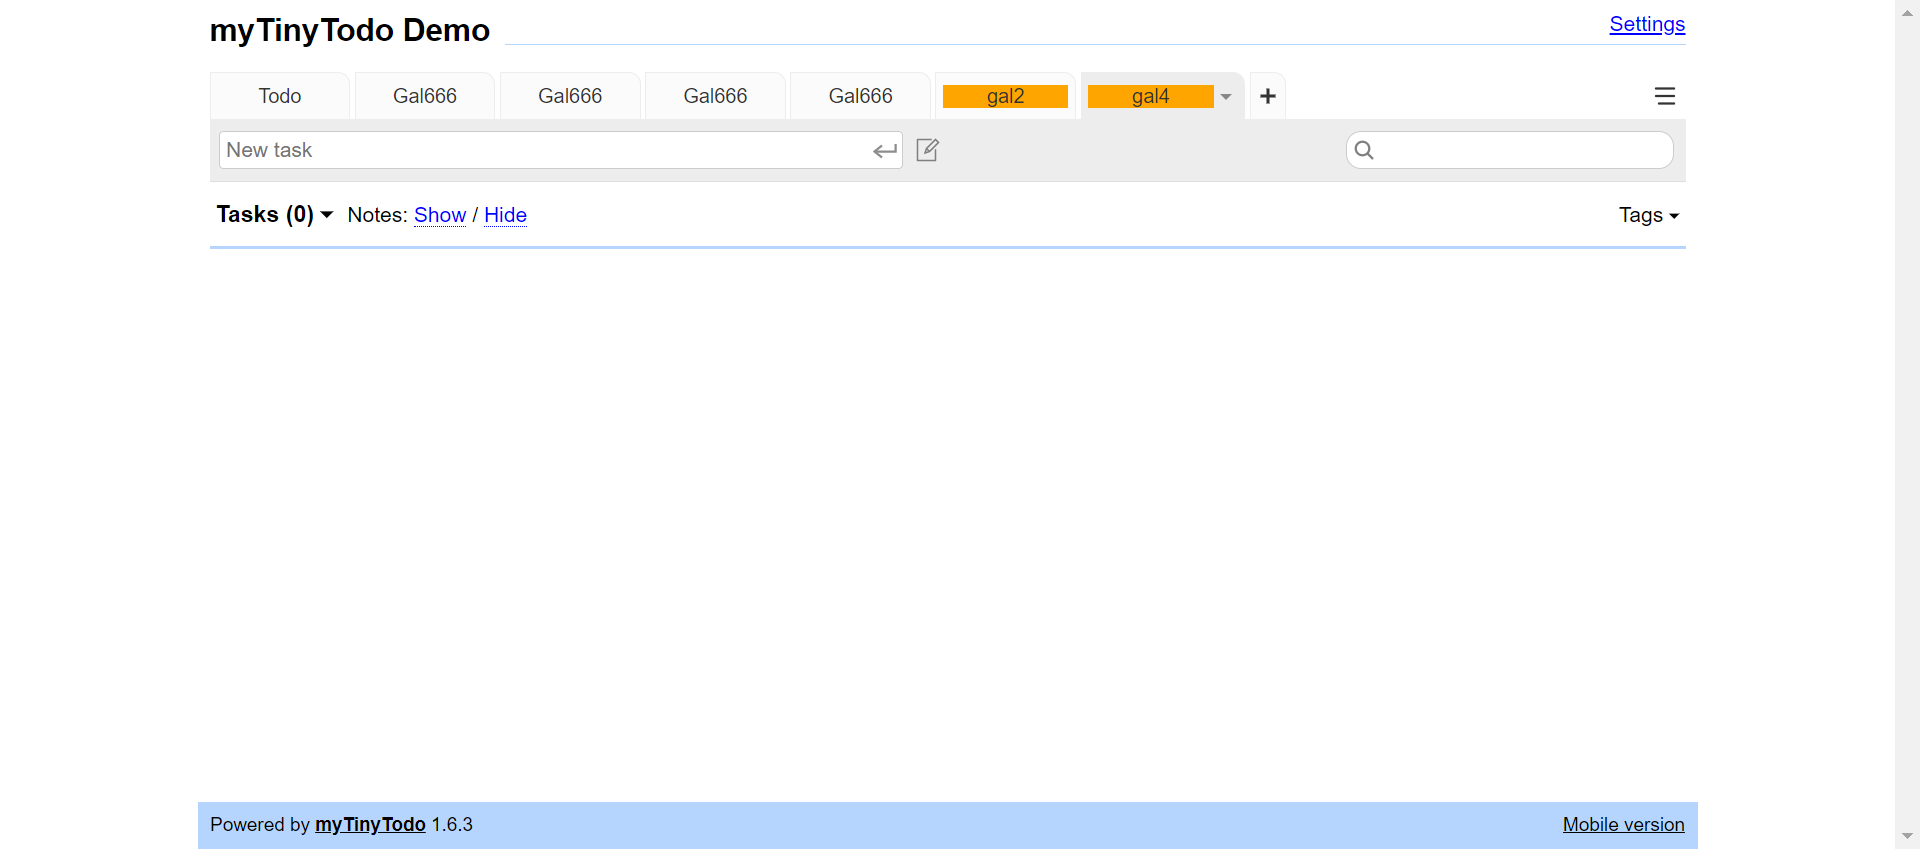 myTinyTodo Demo
Settings
Todo Gal666 Gal666 Gal666 Gal666 gal2 gal4
New task
Tasks (0) Notes: Show / Hide Tags
Powered by myTinyTodo 1.6.3 Mobile version